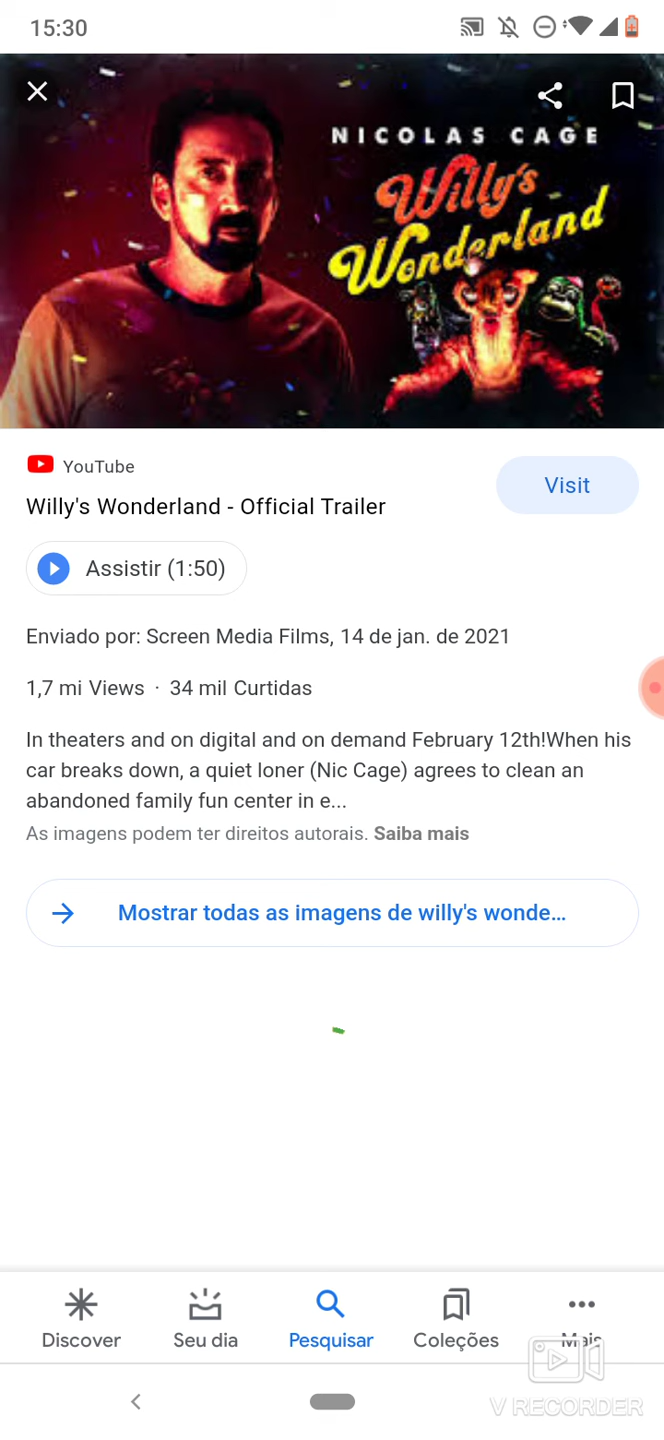 15:30
NICOLAS CAGE
Willy's
Wonderland
YouTube
Willy's Wonderland - Official Trailer
Visit
Assistir (1:50)
Enviado por: Screen Media Films, 14 de jan. de 2021
1,7 mi Views · 34 mil Curtidas
In theaters and on digital and on demand February 12th!When his
car breaks down, a quiet loner (Nic Cage) agrees to clean an
abandoned family fun center in e...
As imagens podem ter direitos autorais. Saiba mais
Mostrar todas as imagens de willy's wonde...
Discover Seu dia Pesquisar Coleções Mais
V RECORDER